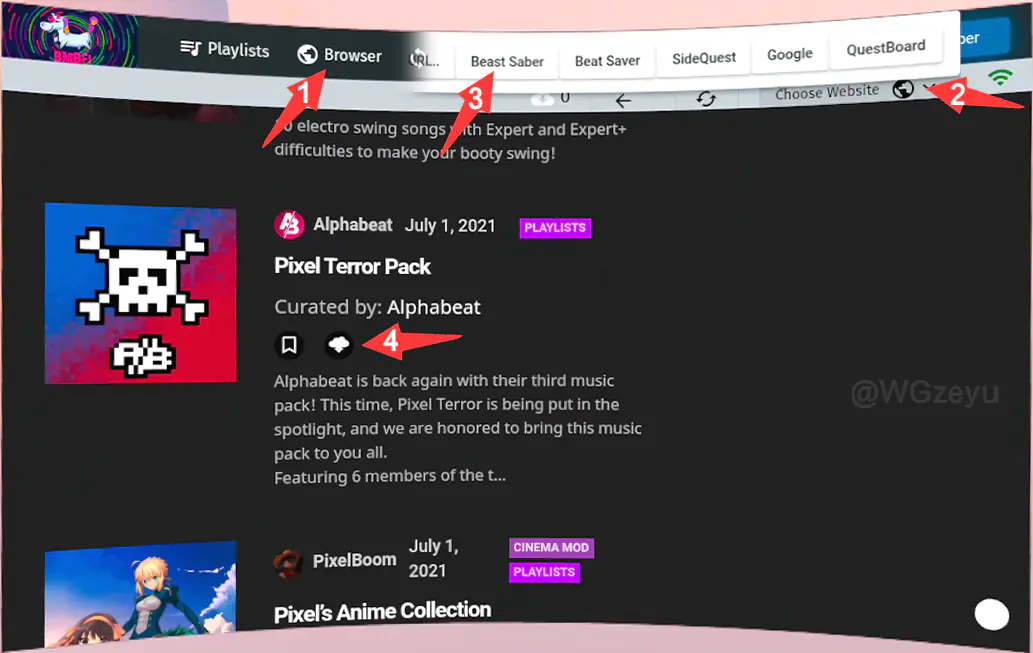 BMBF!
Playlists
Browser
URL...
Beast Saber
Beat Saver
SideQuest
Google
QuestBoard
1
3
0
Choose Website
2
electro swing songs with Expert and Expert+
difficulties to make your booty swing!
Alphabeat July 1, 2021 PLAYLISTS
Pixel Terror Pack
Curated by: Alphabeat
4
@WGzeyu
Alphabeat is back again with their third music
pack! This time, Pixel Terror is being put in the
spotlight, and we are honored to bring this music
pack to you all.
Featuring 6 members of the t...
PixelBoom
July 1,
2021
CINEMA MOD
PLAYLISTS
Pixel's Anime Collection